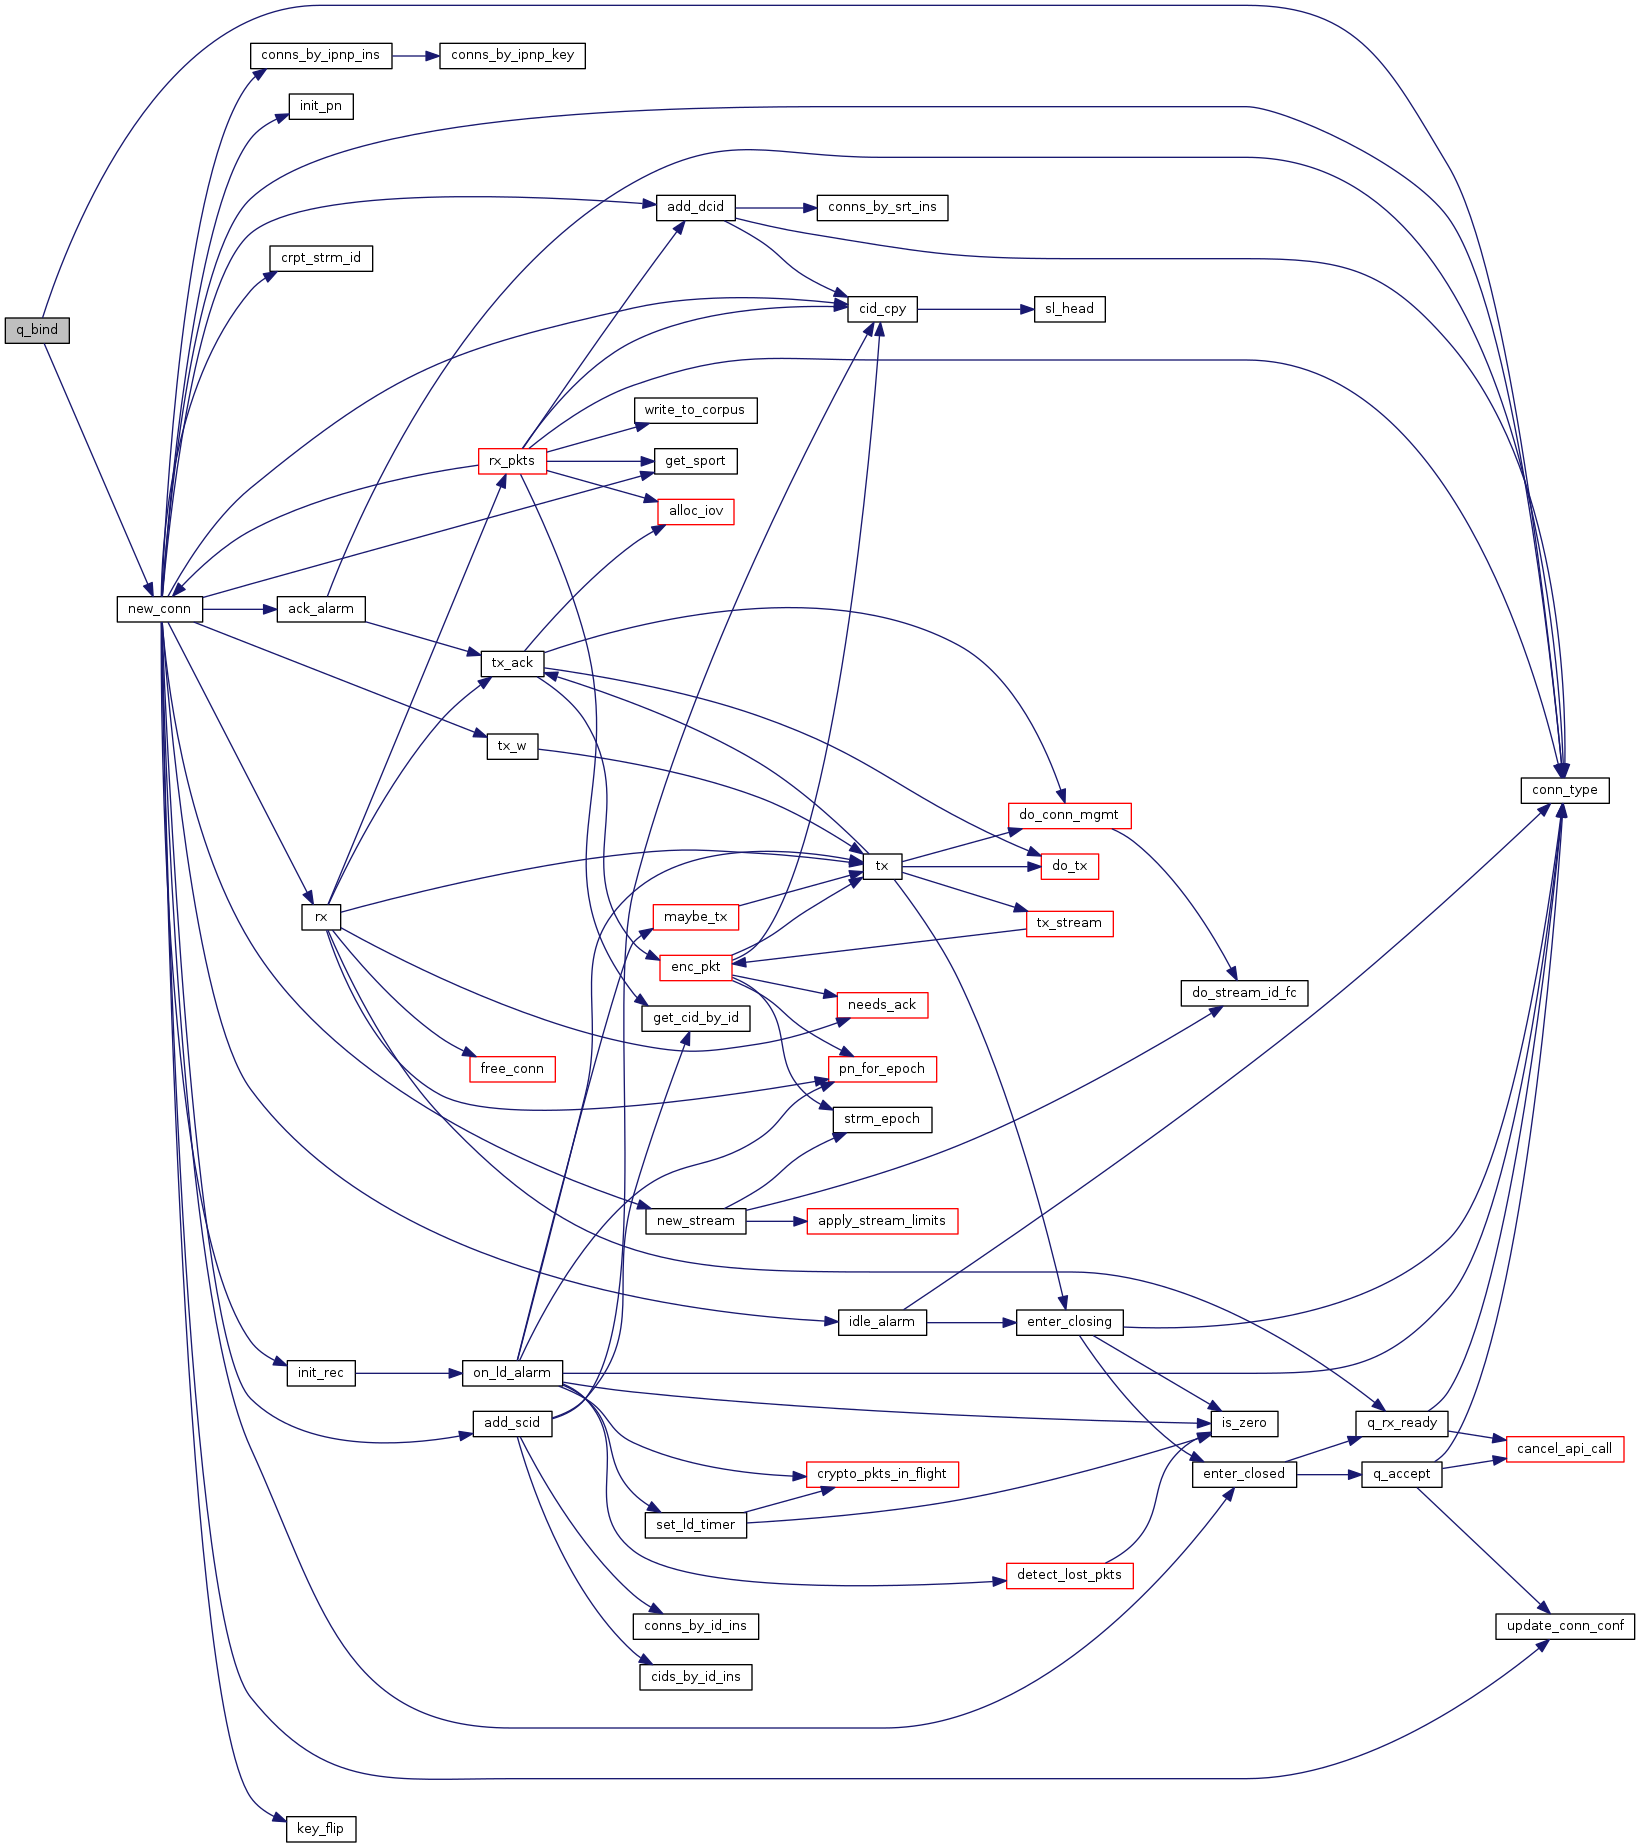 conns_by_ipnp_ins
conns_by_ipnp_key
init_pn
add_dcid
conns_by_srt_ins
crpt_strm_id
cid_cpy
sl_head
q_bind
write_to_corpus
rx_pkts
get_sport
alloc_iov
new_conn
ack_alarm
tx_ack
tx_w
conn_type
do_conn_mgmt
tx
do_tx
rx
maybe_tx
tx_stream
enc_pkt
do_stream_id_fc
needs_ack
get_cid_by_id
free_conn
pn_for_epoch
strm_epoch
new_stream
apply_stream_limits
idle_alarm
enter_closing
init_rec
on_ld_alarm
add_scid
is_zero
q_rx_ready
cancel_api_call
crypto_pkts_in_flight
enter_closed
q_accept
set_ld_timer
detect_lost_pkts
conns_by_id_ins
update_conn_conf
cids_by_id_ins
key_flip